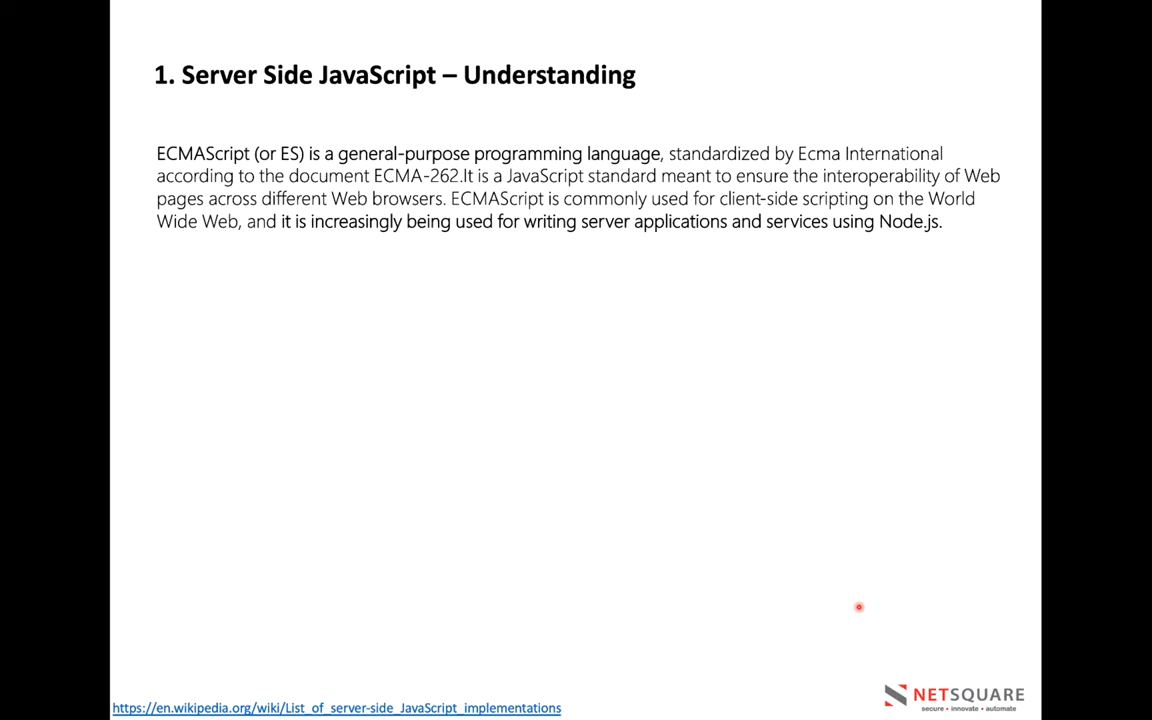 1. Server Side JavaScript – Understanding
ECMAScript (or ES) is a general-purpose programming language, standardized by Ecma International
according to the document ECMA-262.It is a JavaScript standard meant to ensure the interoperability of Web
pages across different Web browsers. ECMAScript is commonly used for client-side scripting on the World
Wide Web, and it is increasingly being used for writing server applications and services using Node.js.
NETSQUARE
secure • innovate • automate
https://en.wikipedia.org/wiki/List_of_server-side_JavaScript_implementations